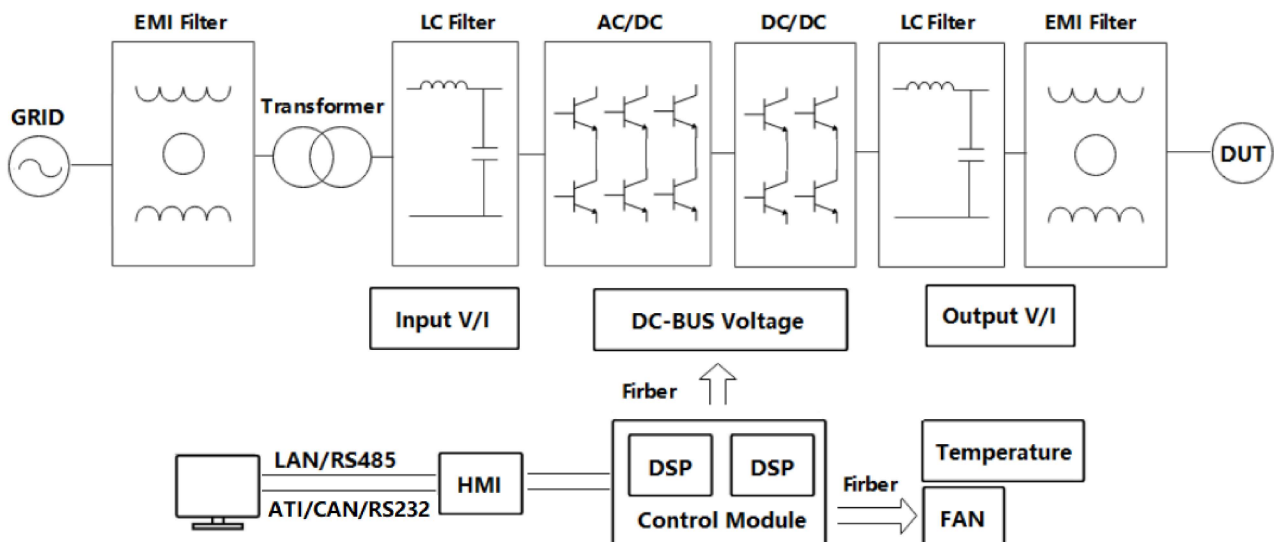 EMI Filter
LC Filter
AC/DC
DC/DC
LC Filter
EMI Filter
GRID
Transformer
DUT
Input V/I
DC-BUS Voltage
Output V/I
Firber
LAN/RS485
ATI/CAN/RS232
HMI
DSP
DSP
Control Module
Firber
Temperature
FAN